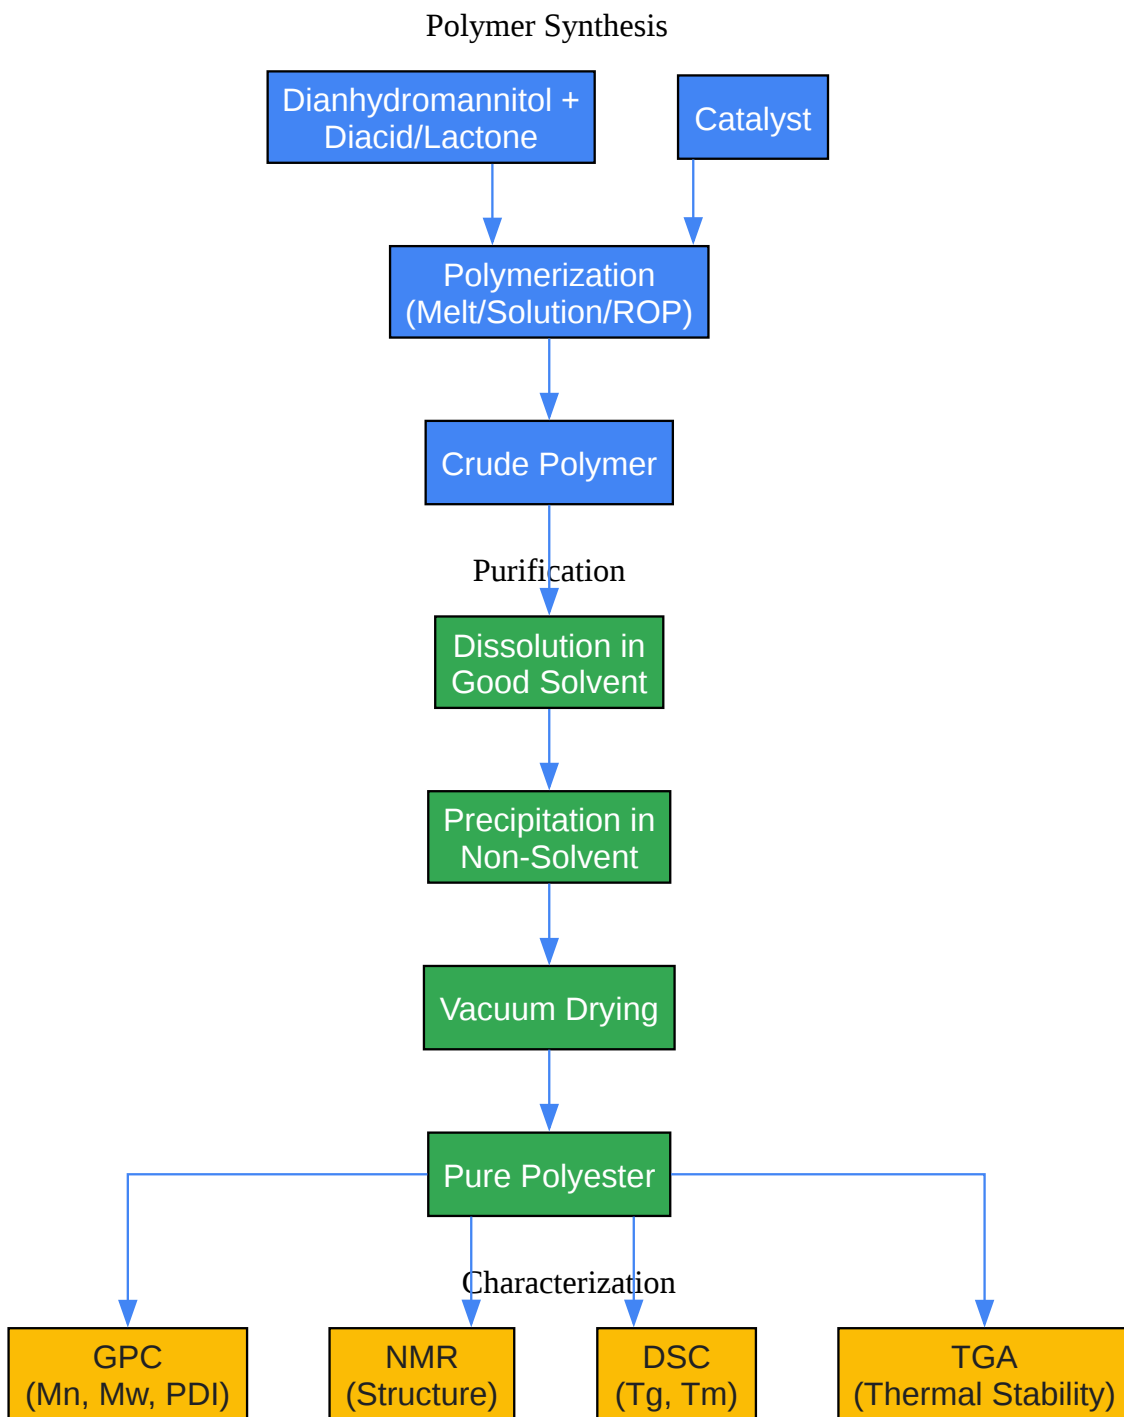 Polymer Synthesis
Dianhydromannitol +
Diacid/Lactone
Catalyst
Polymerization
(Melt/Solution/ROP)
Crude Polymer
Purification
Dissolution in
Good Solvent
Precipitation in
Non-Solvent
Vacuum Drying
Pure Polyester
Characterization
GPC
(Mn, Mw, PDI)
NMR
(Structure)
DSC
(Tg, Tm)
TGA
(Thermal Stability)